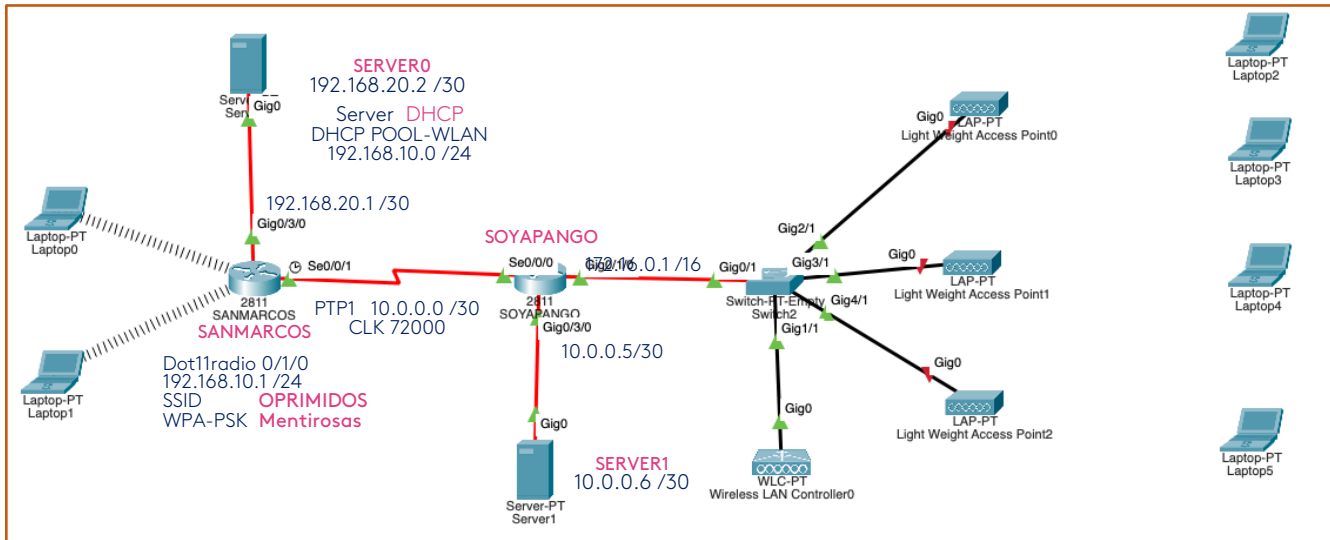 Laptop-PT
Laptop2
SERVER0
192.168.20.2 /30
Gig0
Server DHCP
DHCP POOL-WLAN
192.168.10.0 /24
Gig0
LAP-PT
Light Weight Access Point0
Laptop-PT
Laptop3
192.168.20.1 /30
Gig0/3/0
Laptop-PT
Laptop0
SOYAPANGO
Se0/0/1
Se0/0/0
172.16.0.1 /16
Gig0/1
Gig2/1
Gig3/1
Gig0
LAP-PT
Light Weight Access Point1
Laptop-PT
Laptop4
2811
SANMARCOS
SANMARCOS
PTP1 10.0.0.0 /30
CLK 72000
2811
SOYAPANGO
Gig0/3/0
10.0.0.5/30
Switch-PT-Empty
Switch2
Gig4/1
Gig1/1
Laptop-PT
Laptop1
Dot11radio 0/1/0
192.168.10.1 /24
SSID OPRIMIDOS
WPA-PSK Mentirosas
Gig0
LAP-PT
Light Weight Access Point2
Gig0
Gig0
SERVER1
10.0.0.6 /30
Server-PT
Server1
WLC-PT
Wireless LAN Controller0
Laptop-PT
Laptop5